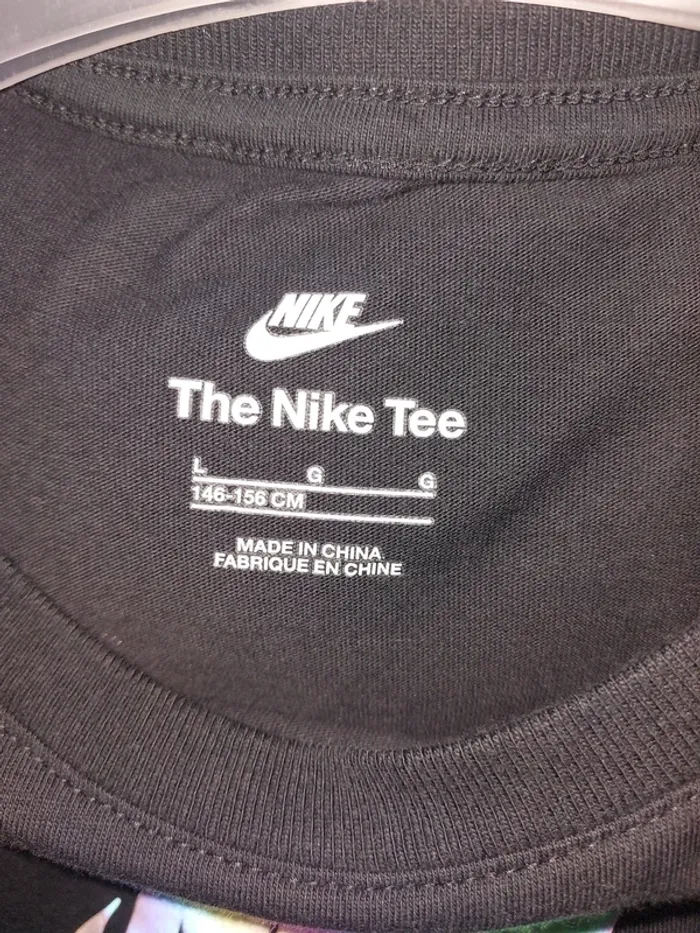 NIKE
The Nike Tee
L G G
146-156 CM
MADE IN CHINA
FABRIQUE EN CHINE